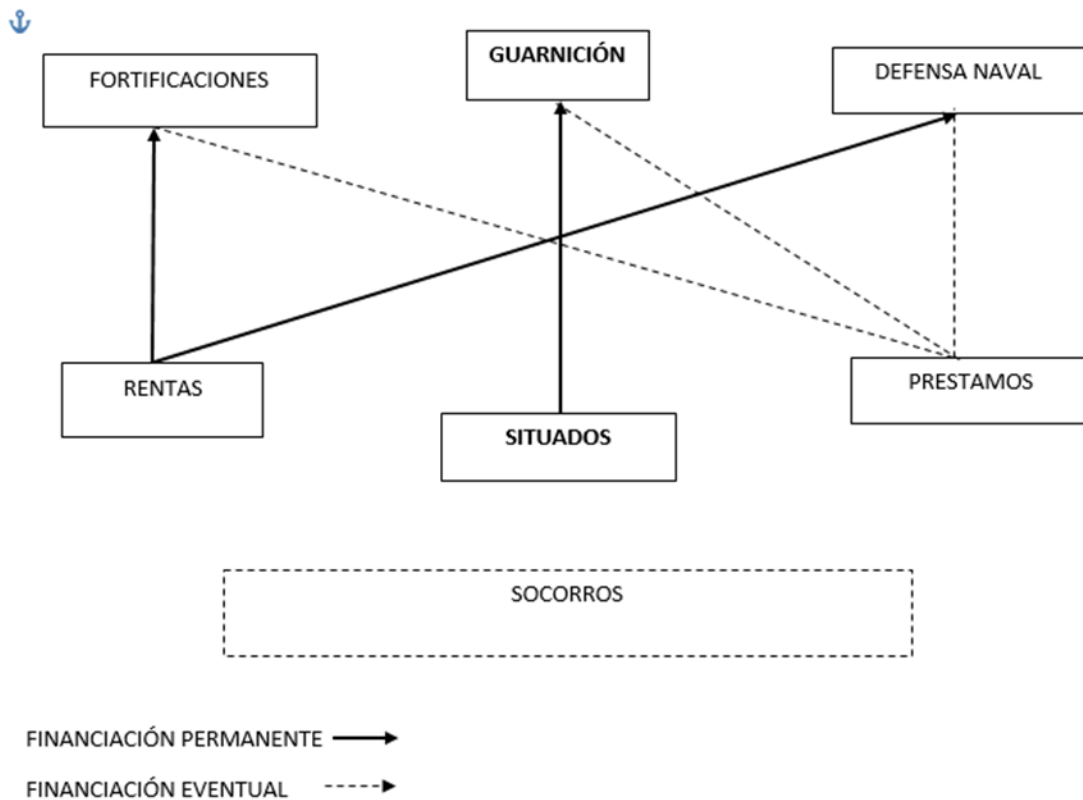 FORTIFICACIONES
GUARNICIÓN
DEFENSA NAVAL
RENTAS
SITUADOS
PRESTAMOS
SOCORROS
FINANCIACIÓN PERMANENTE
FINANCIACIÓN EVENTUAL